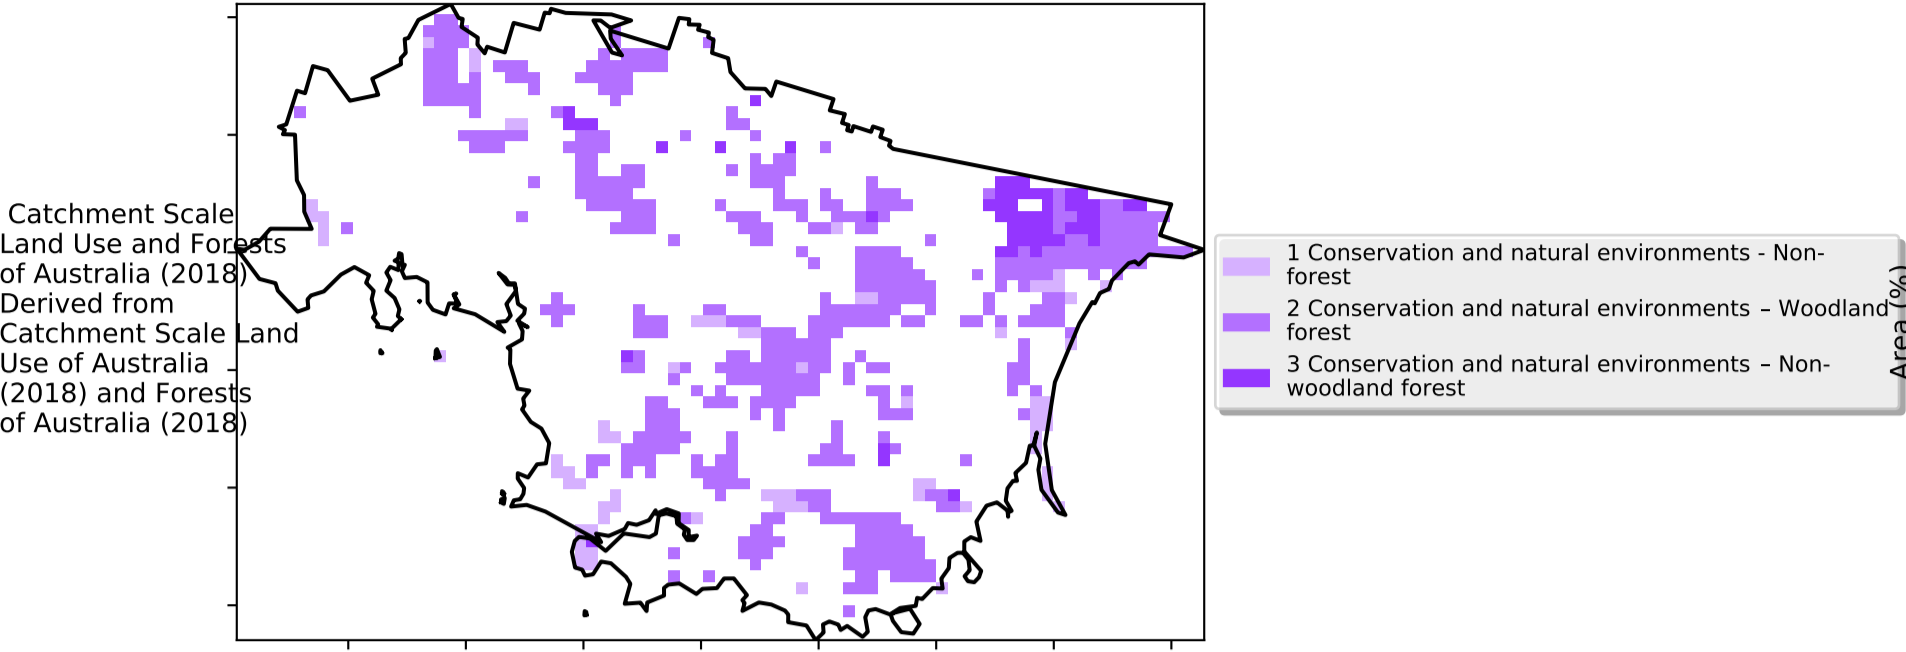 Catchment Scale
Land Use and Forests
of Australia (2018)
Derived from
Catchment Scale Land
Use of Australia
(2018) and Forests
of Australia (2018)
1 Conservation and natural environments - Non-
forest
2 Conservation and natural environments – Woodland
forest
3 Conservation and natural environments – Non-
woodland forest
Area (%)